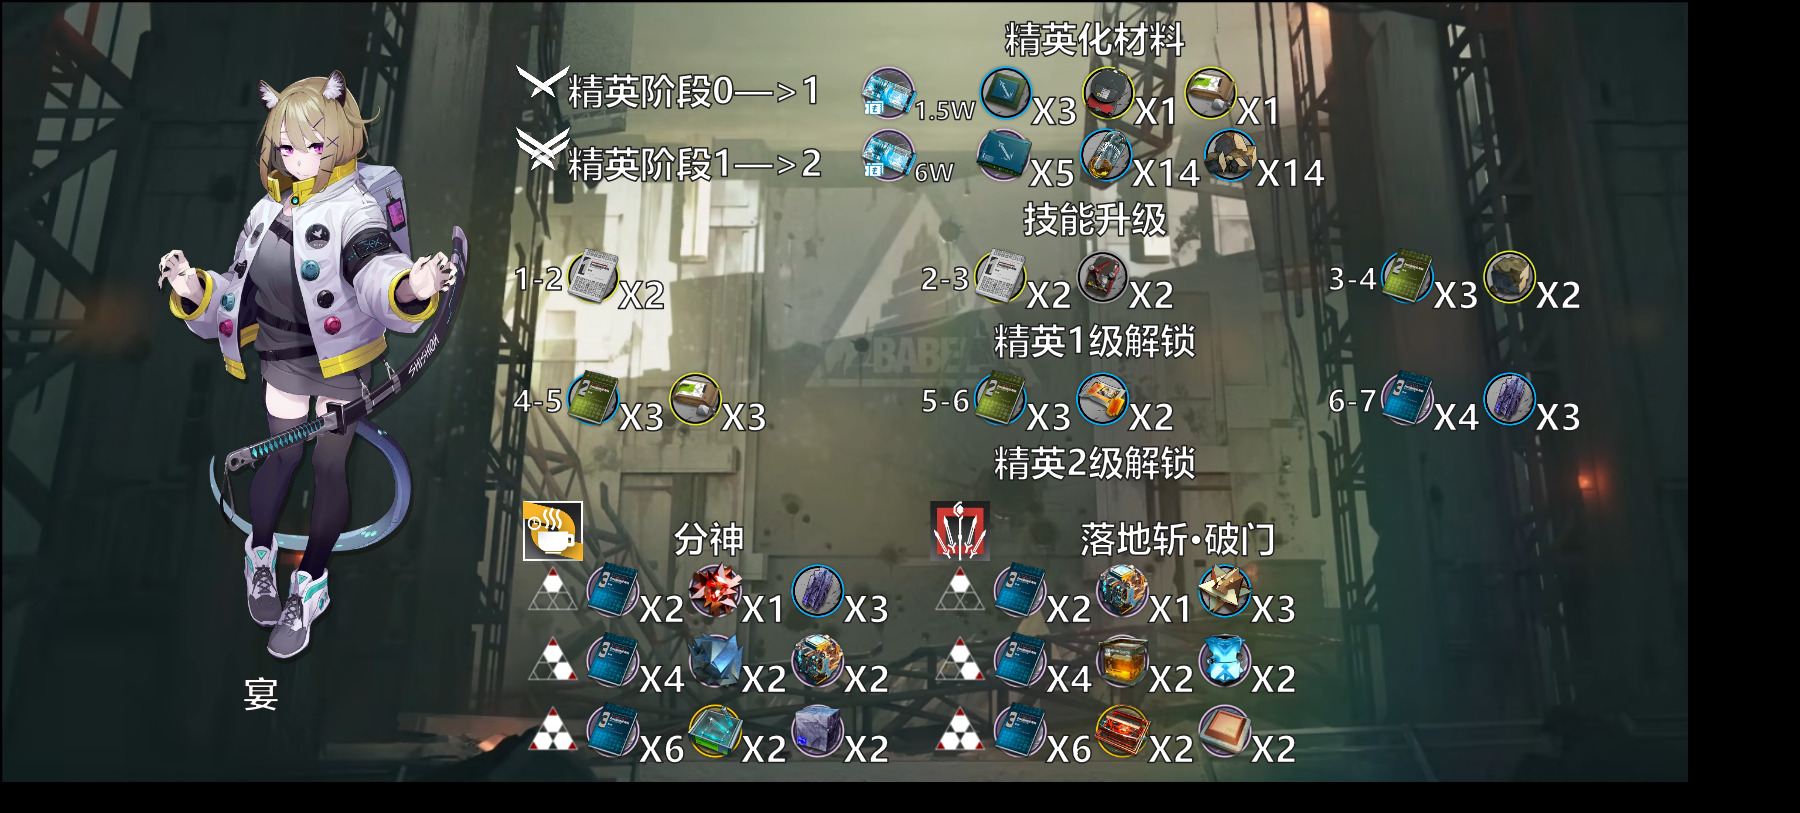 精英化材料
精英阶段0—>1 1.5W X3 X1 X1
精英阶段1—>2 6W X5 X14 X14
技能升级
1-2 X2 2-3 X2 X2 3-4 X3 X2
精英1级解锁
BABEL
4-5 X3 X3 5-6 X3 X2 6-7 X4 X3
SHISHIOA
精英2级解锁
分神 落地斩•破门
X2 X1 X3 X2 X1 X3
X4 X2 X2 X4 X2 X2
X6 X2 X2 X6 X2 X2
宴